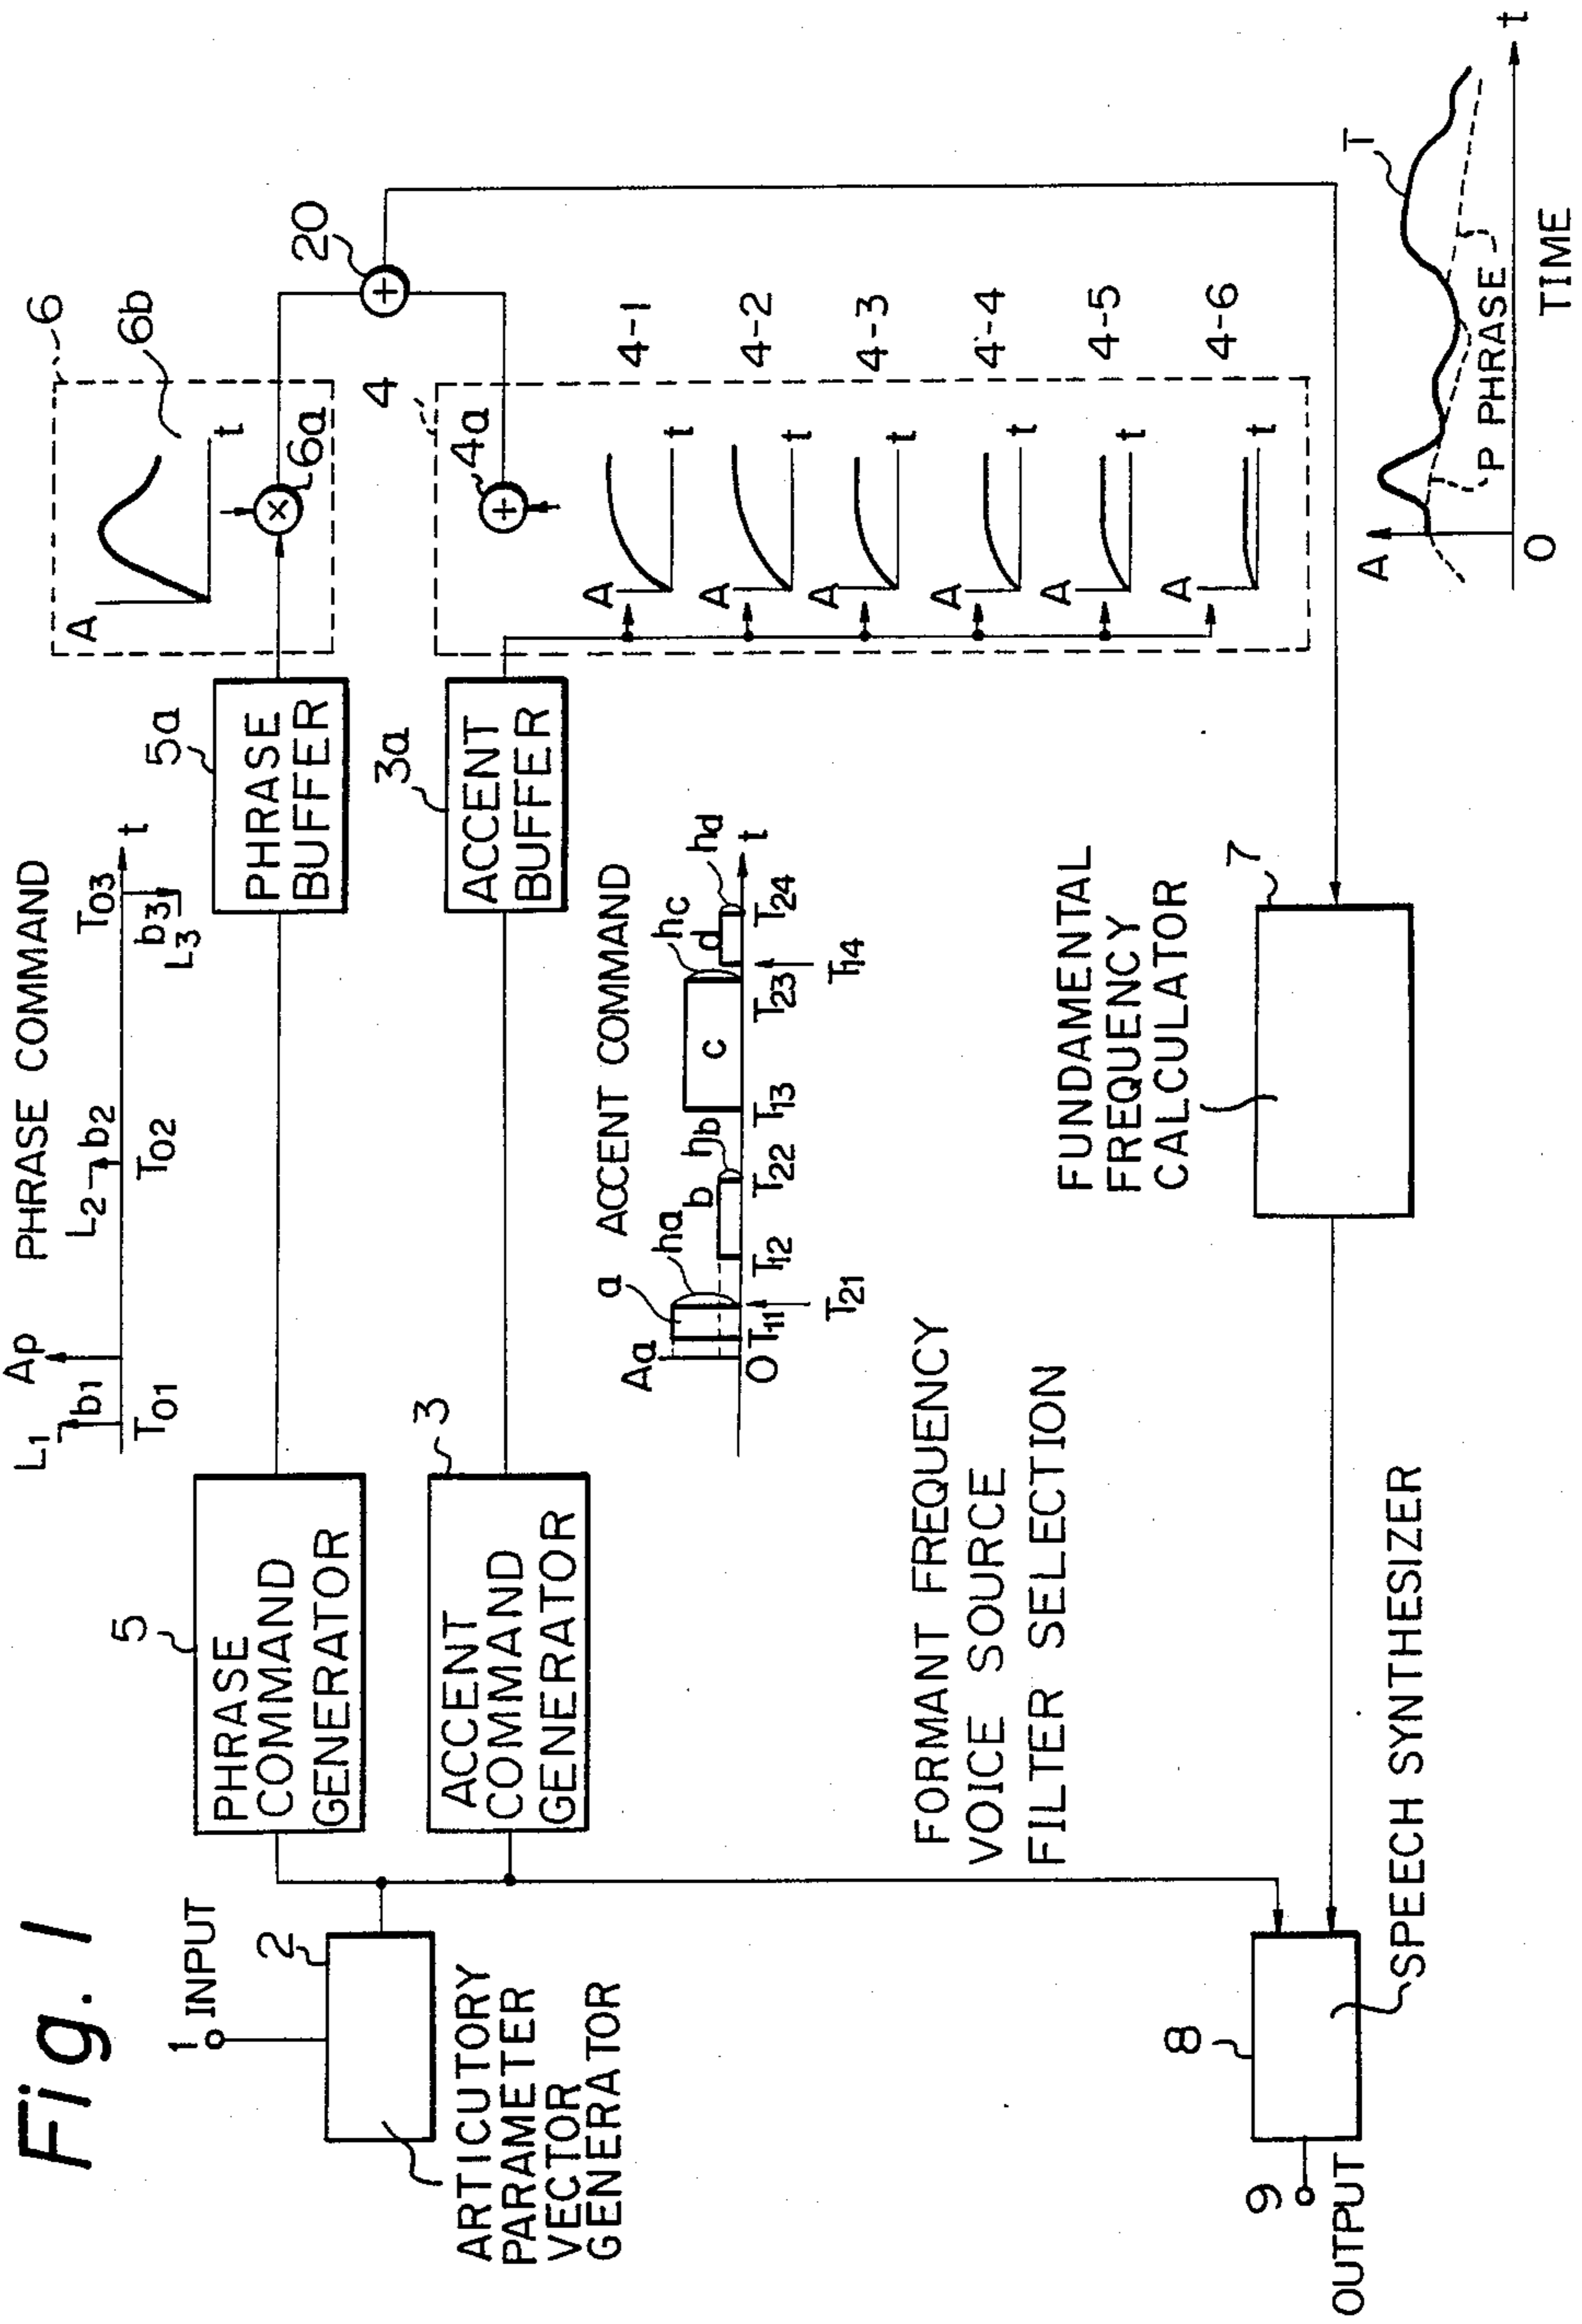 Fig. 1
1 INPUT
2
ARTICUTORY
PARAMETER
VECTOR
GENERATOR
5
PHRASE
COMMAND
GENERATOR
3
ACCENT
COMMAND
GENERATOR
PHRASE COMMAND
Ap
L1
b1
T01
L2
b2
T02
T03
b3
L3
t
5a
PHRASE
BUFFER
3a
ACCENT
BUFFER
6
6b
A
t
6a
×
20
+
4
4a
+
A
t
4-1
A
t
4-2
A
t
4-3
A
t
4-4
A
t
4-5
A
t
4-6
ACCENT COMMAND
Aa
a
ha
b
hb
c
hc
d
hd
t
O
T11
T21
T12
T22
T13
T23
T14
T24
FORMANT FREQUENCY
VOICE SOURCE
FILTER SELECTION
FUNDAMENTAL
FREQUENCY
CALCULATOR
7
8
SPEECH SYNTHESIZER
9
OUTPUT
A
T
P PHRASE
O
TIME
t